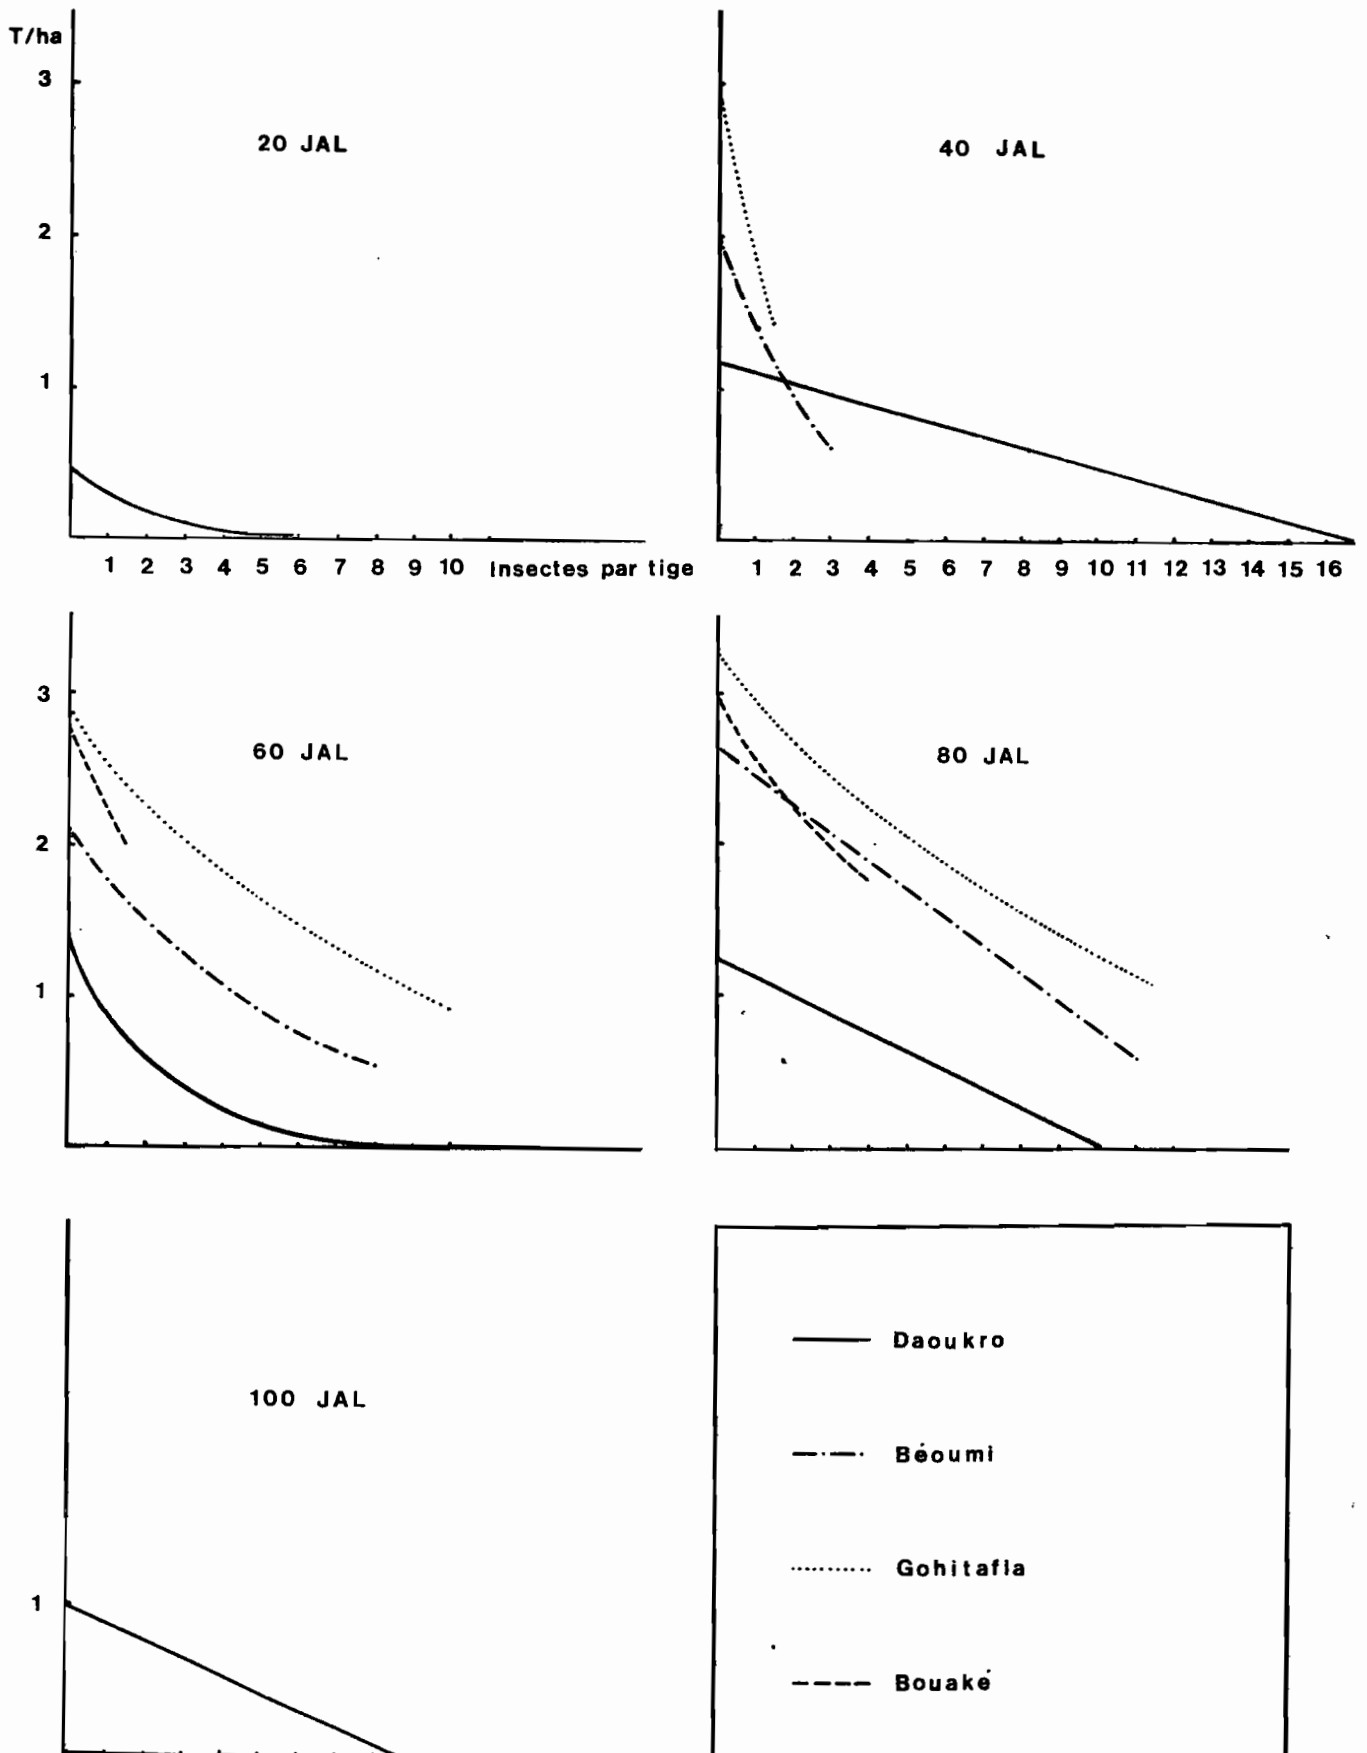 T/ha
3
2
1
20 JAL
1 2 3 4 5 6 7 8 9 10 Insectes par tige
40 JAL
1 2 3 4 5 6 7 8 9 10 11 12 13 14 15 16
3
2
1
60 JAL
80 JAL
1
100 JAL
Daoukro
Béoumi
Gohitafla
Bouaké